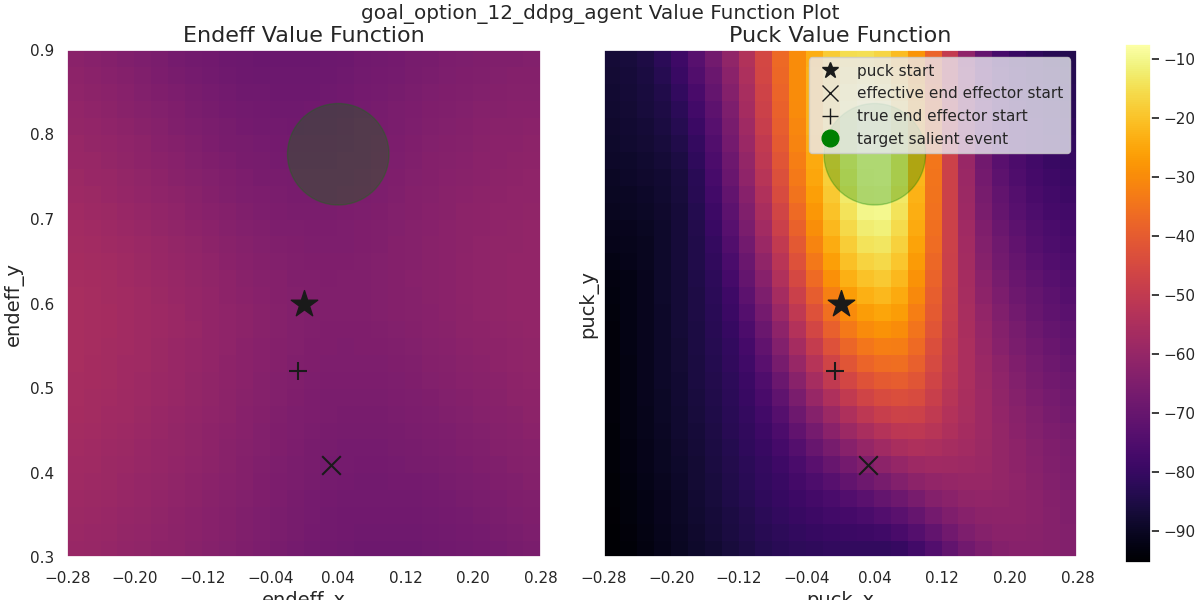 goal_option_12_ddpg_agent Value Function Plot
Endeff Value Function
Puck Value Function
puck start
effective end effector start
true end effector start
target salient event
0.9
0.8
0.7
0.6
0.5
0.4
0.3
endeff_y
puck_y
−0.28 −0.20 −0.12 −0.04 0.04 0.12 0.20 0.28
−0.28 −0.20 −0.12 −0.04 0.04 0.12 0.20 0.28
endeff_x
puck_x
−10
−20
−30
−40
−50
−60
−70
−80
−90